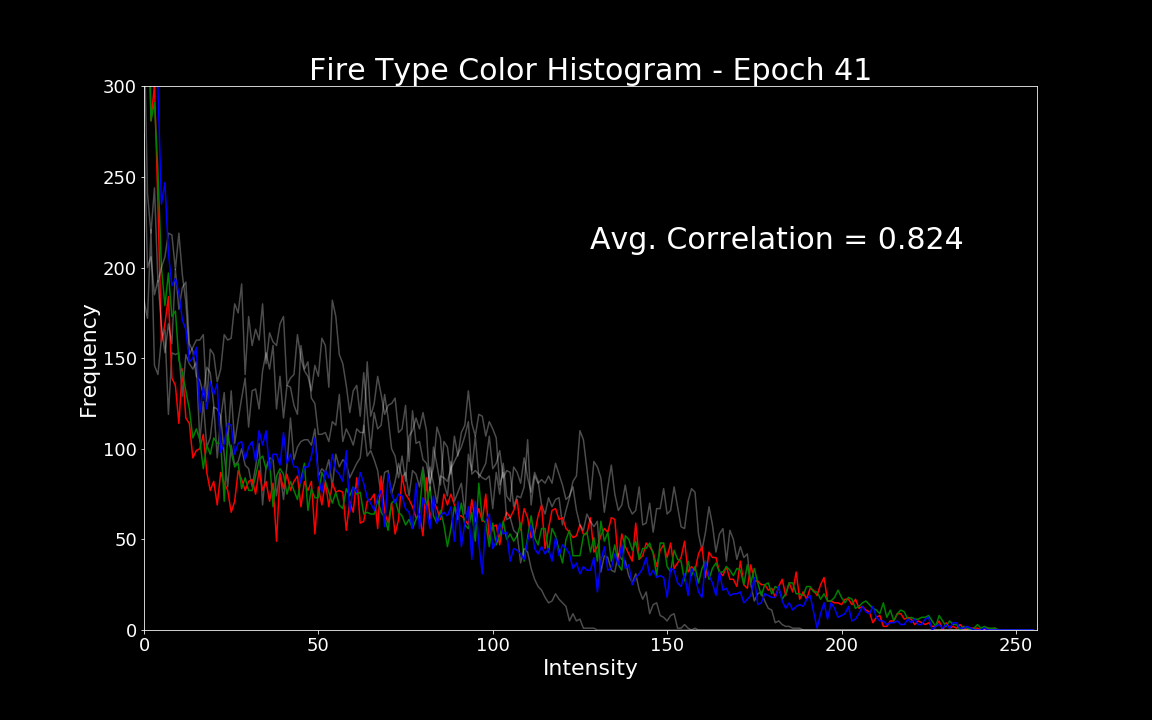 Fire Type Color Histogram - Epoch 41
300
250
200
150
100
50
0
Frequency
Avg. Correlation = 0.824
0 50 100 150 200 250
Intensity